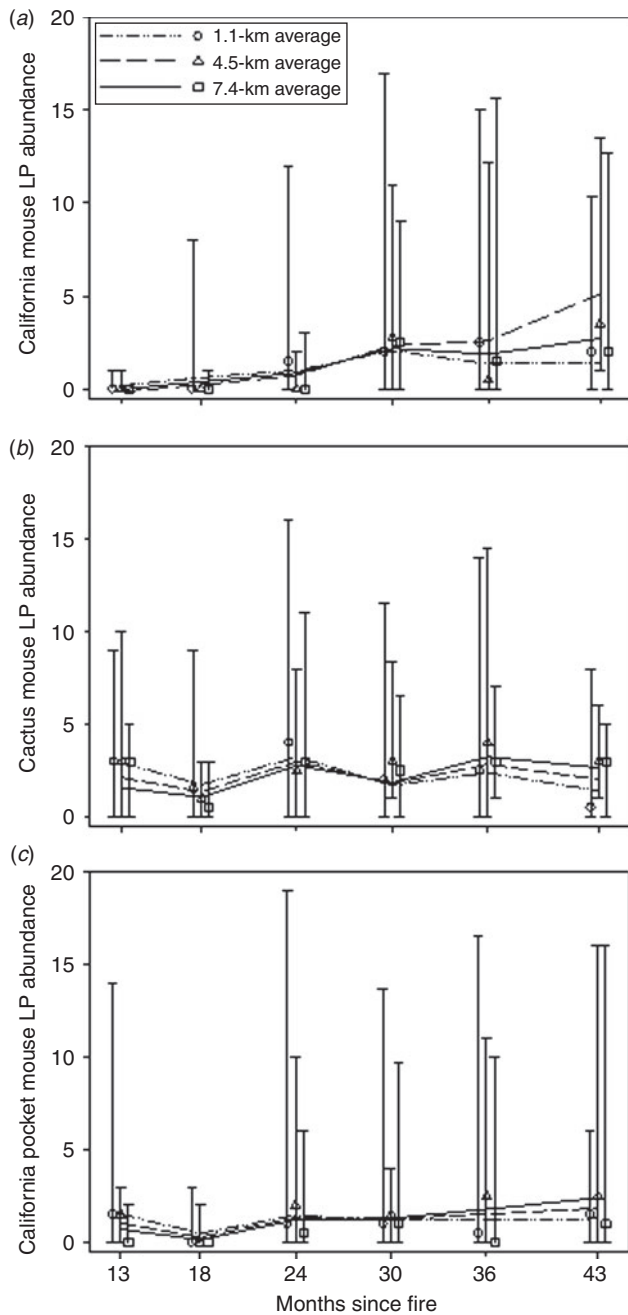 (a)
20
15
10
5
0
California mouse LP abundance
1.1-km average
4.5-km average
7.4-km average
(b)
20
15
10
5
0
Cactus mouse LP abundance
(c)
20
15
10
5
0
California pocket mouse LP abundance
13 18 24 30 36 43
Months since fire